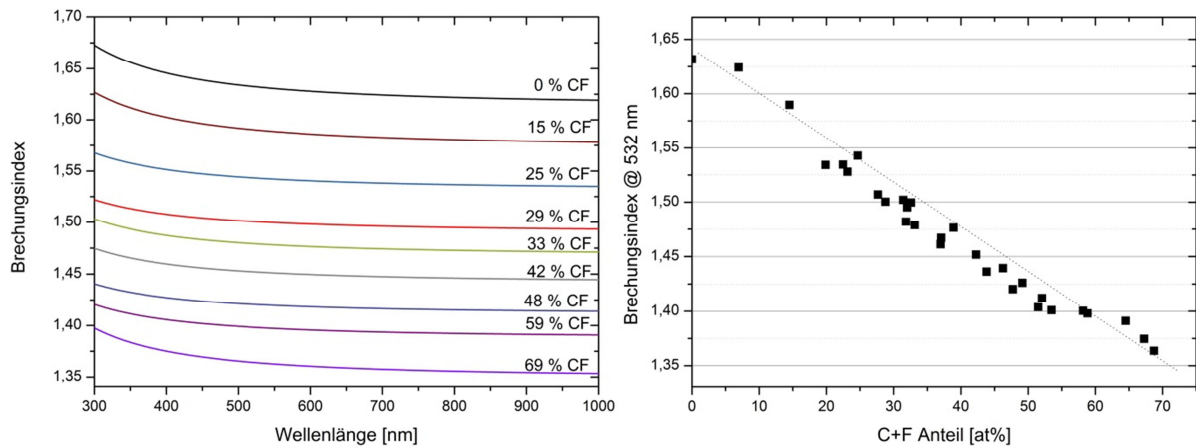 1,70
1,65
1,60
1,55
1,50
1,45
1,40
1,35
Brechungsindex
0 % CF
15 % CF
25 % CF
29 % CF
33 % CF
42 % CF
48 % CF
59 % CF
69 % CF
300 400 500 600 700 800 900 1000
Wellenlänge [nm]
1,65
1,60
1,55
1,50
1,45
1,40
1,35
Brechungsindex @ 532 nm
0 10 20 30 40 50 60 70
C+F Anteil [at%]